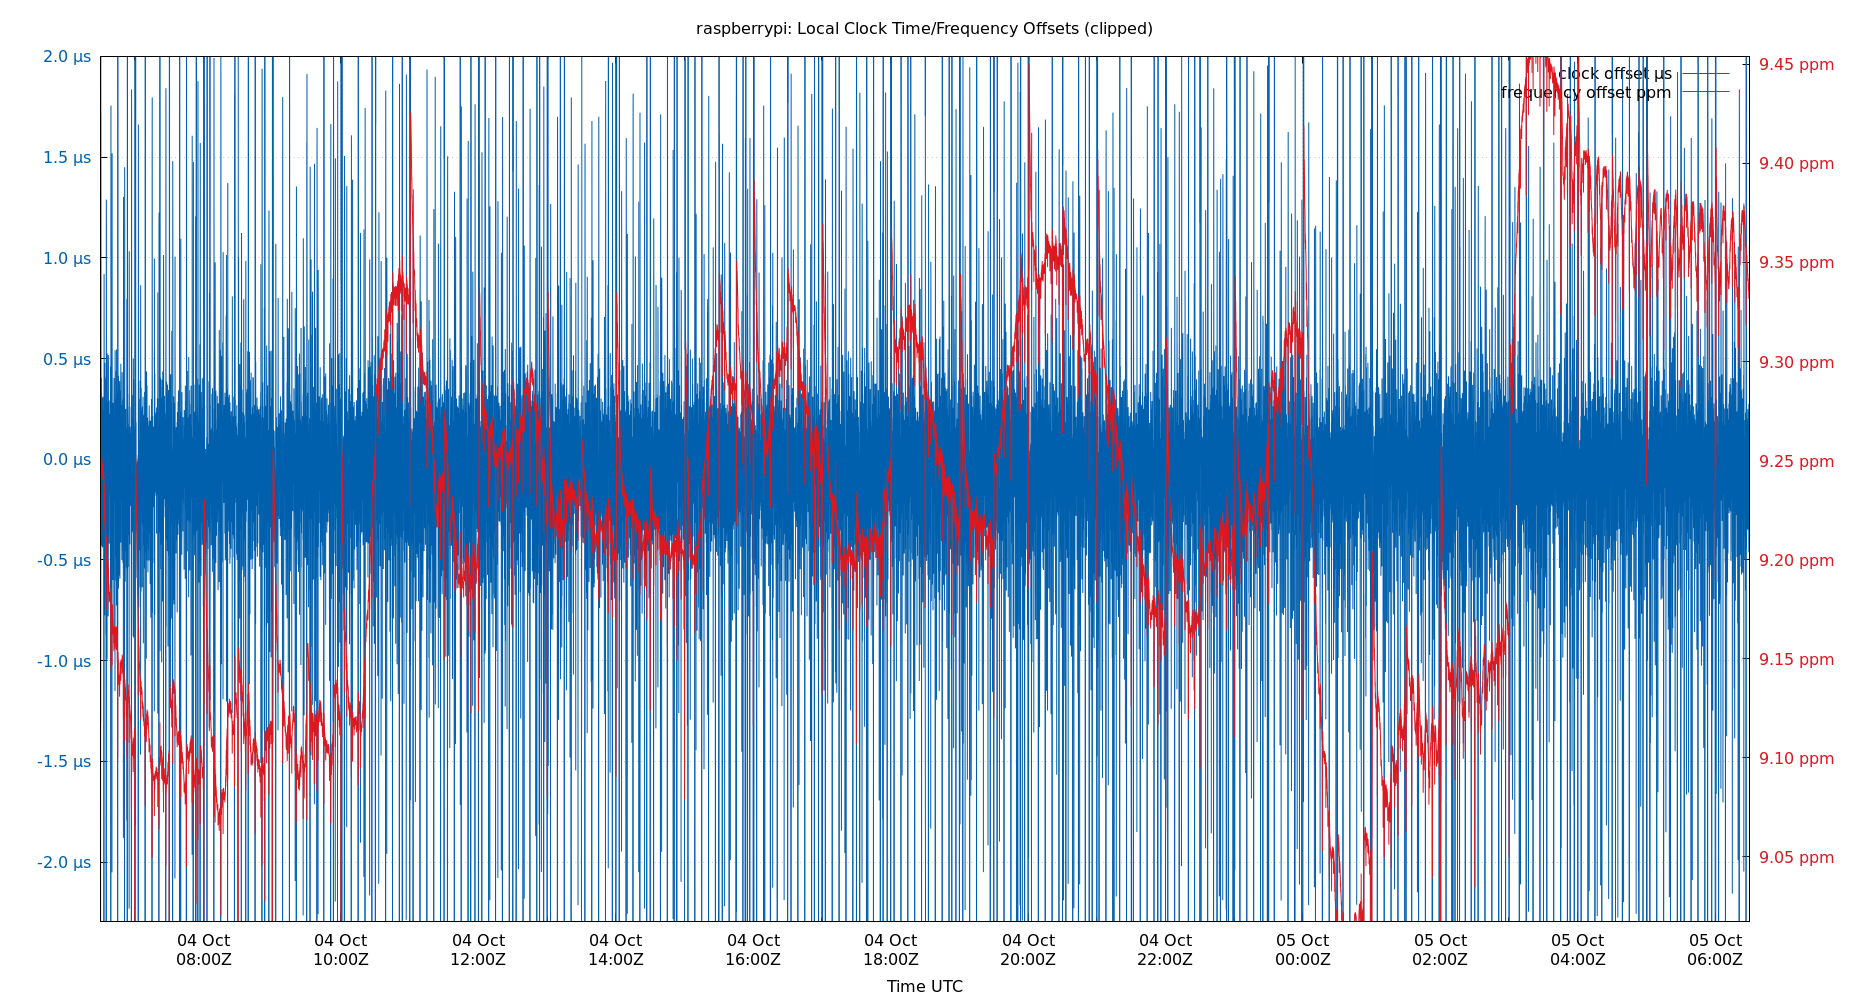 raspberrypi: Local Clock Time/Frequency Offsets (clipped)
2.0 µs
1.5 µs
1.0 µs
0.5 µs
0.0 µs
-0.5 µs
-1.0 µs
-1.5 µs
-2.0 µs
clock offset µs
frequency offset ppm
9.45 ppm
9.40 ppm
9.35 ppm
9.30 ppm
9.25 ppm
9.20 ppm
9.15 ppm
9.10 ppm
9.05 ppm
04 Oct 04 Oct 04 Oct 04 Oct 04 Oct 04 Oct 04 Oct 04 Oct 05 Oct 05 Oct 05 Oct 05 Oct
08:00Z 10:00Z 12:00Z 14:00Z 16:00Z 18:00Z 20:00Z 22:00Z 00:00Z 02:00Z 04:00Z 06:00Z
Time UTC